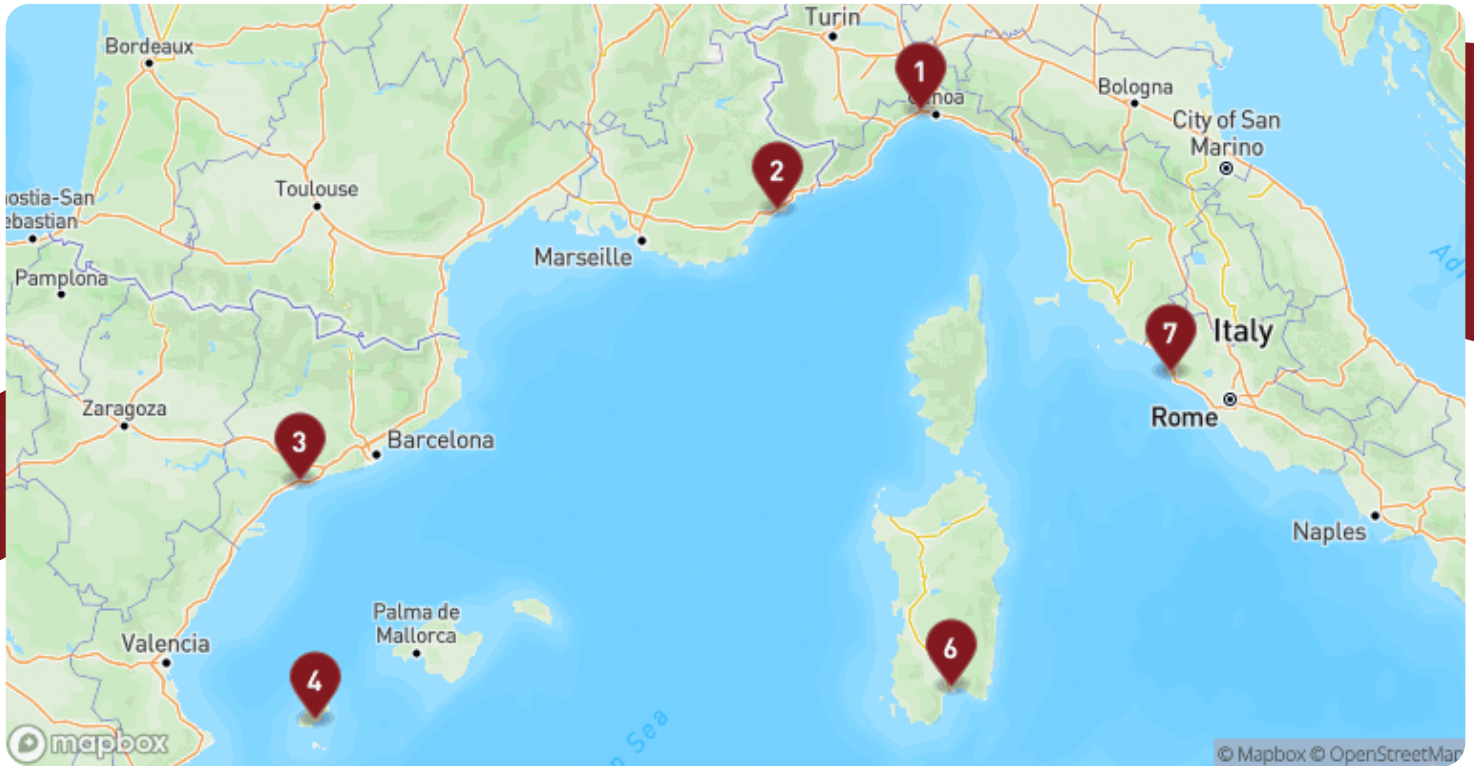 Turin
Bordeaux
1
Bologna
City of San
Marino
2
Toulouse
Marseille
Pamplona
7
Italy
Zaragoza
Rome
3
Barcelona
Naples
Palma de
Mallorca
Valencia
6
4
Sea
mapbox
© Mapbox © OpenStreetMap